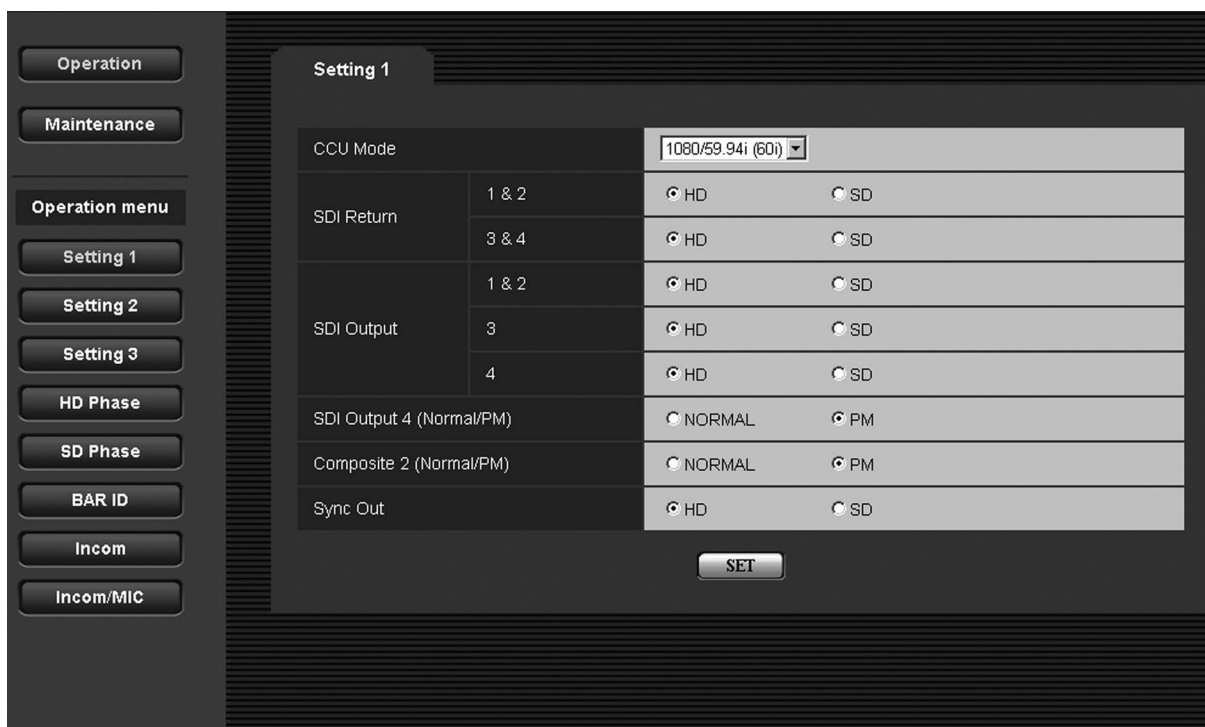 Operation
Maintenance
Operation menu
Setting 1
Setting 2
Setting 3
HD Phase
SD Phase
BAR ID
Incom
Incom/MIC
Setting 1
CCU Mode 1080/59.94i (60i)
SDI Return 1 & 2 HD SD
3 & 4 HD SD
SDI Output 1 & 2 HD SD
3 HD SD
4 HD SD
SDI Output 4 (Normal/PM) NORMAL PM
Composite 2 (Normal/PM) NORMAL PM
Sync Out HD SD
SET